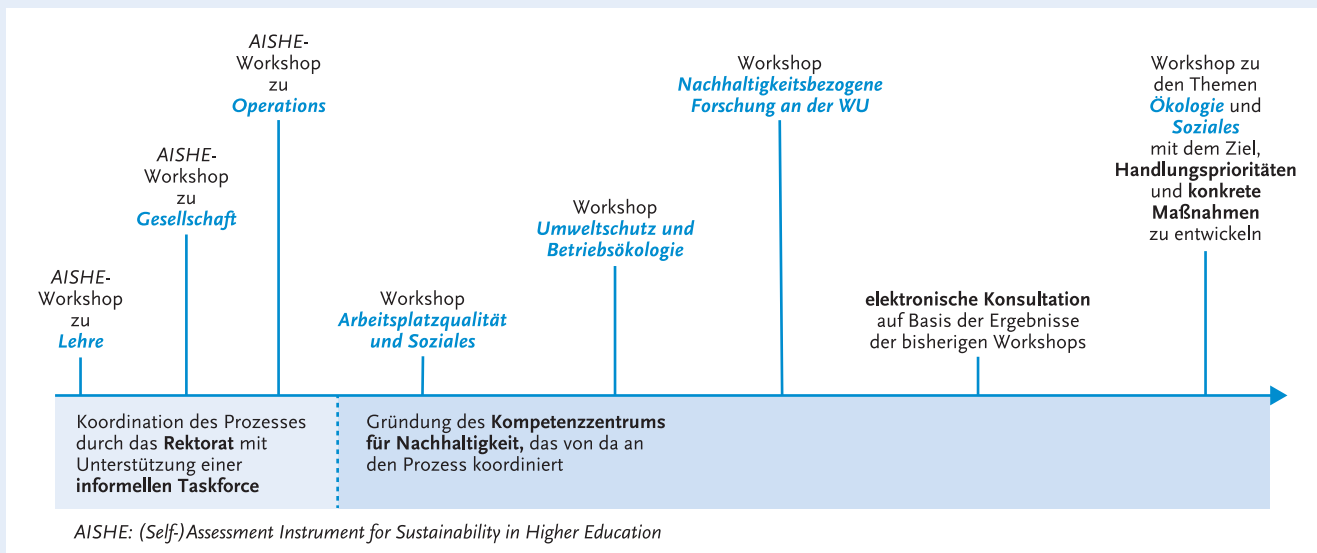 AISHE-
Workshop
zu
Lehre
AISHE-
Workshop
zu
Gesellschaft
AISHE-
Workshop
zu
Operations
Workshop
Arbeitsplatzqualität
und Soziales
Workshop
Umweltschutz und
Betriebsökologie
Workshop
Nachhaltigkeitsbezogene
Forschung an der WU
elektronische Konsultation
auf Basis der Ergebnisse
der bisherigen Workshops
Workshop zu
den Themen
Ökologie und
Soziales
mit dem Ziel,
Handlungsprioritäten
und konkrete
Maßnahmen
zu entwickeln
Koordination des Prozesses
durch das Rektorat mit
Unterstützung einer
informellen Taskforce
Gründung des Kompetenzzentrums
für Nachhaltigkeit, das von da an
den Prozess koordiniert
AISHE: (Self-)Assessment Instrument for Sustainability in Higher Education